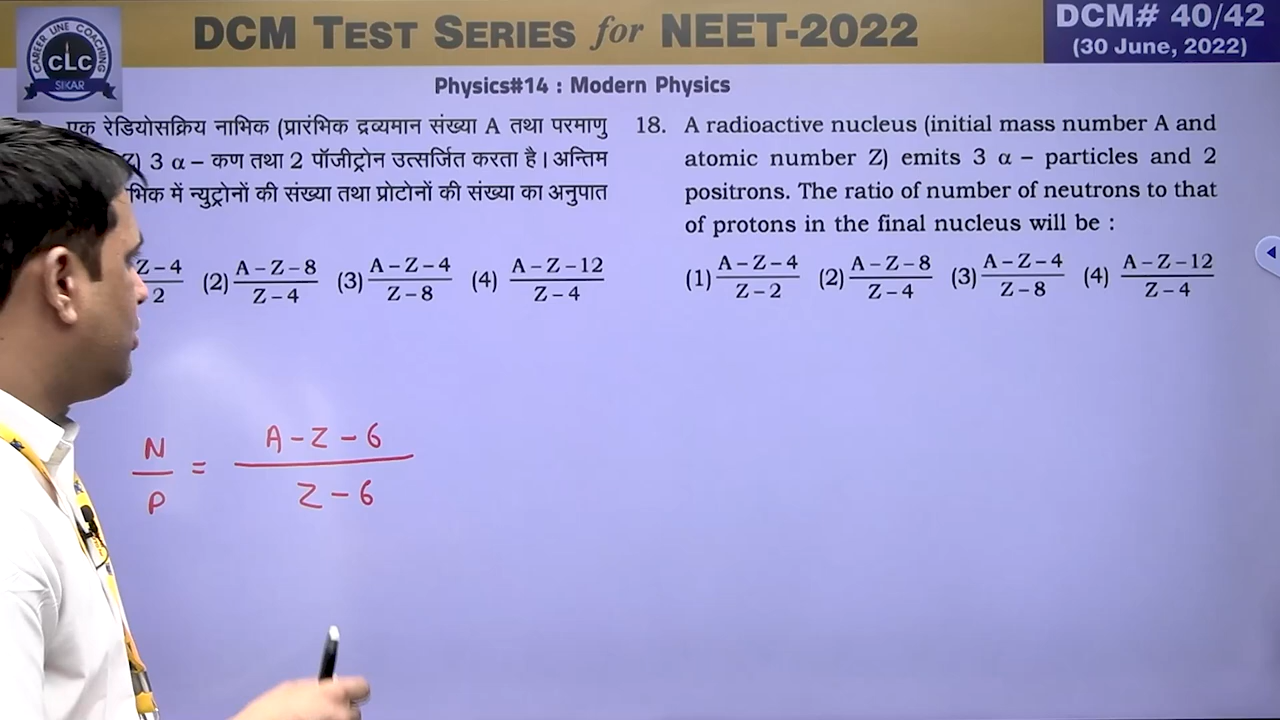 CAREER LINE COACHING
CLC
SIKAR
DCM TEST SERIES for NEET-2022
DCM# 40/42
(30 June, 2022)
Physics#14 : Modern Physics
एक रेडियोसक्रिय नाभिक (प्रारंभिक द्रव्यमान संख्या A तथा परमाणु
Z) 3 α – कण तथा 2 पॉजीट्रोन उत्सर्जित करता है। अन्तिम
में न्युट्रोनों की संख्या तथा प्रोटोनों की संख्या का अनुपात
Z – 4 / 2 (2) A – Z – 8 / Z – 4 (3) A – Z – 4 / Z – 8 (4) A – Z – 12 / Z – 4
18. A radioactive nucleus (initial mass number A and
atomic number Z) emits 3 α – particles and 2
positrons. The ratio of number of neutrons to that
of protons in the final nucleus will be :
(1) A – Z – 4 / Z – 2 (2) A – Z – 8 / Z – 4 (3) A – Z – 4 / Z – 8 (4) A – Z – 12 / Z – 4
N / P = A – Z – 6 / Z – 6